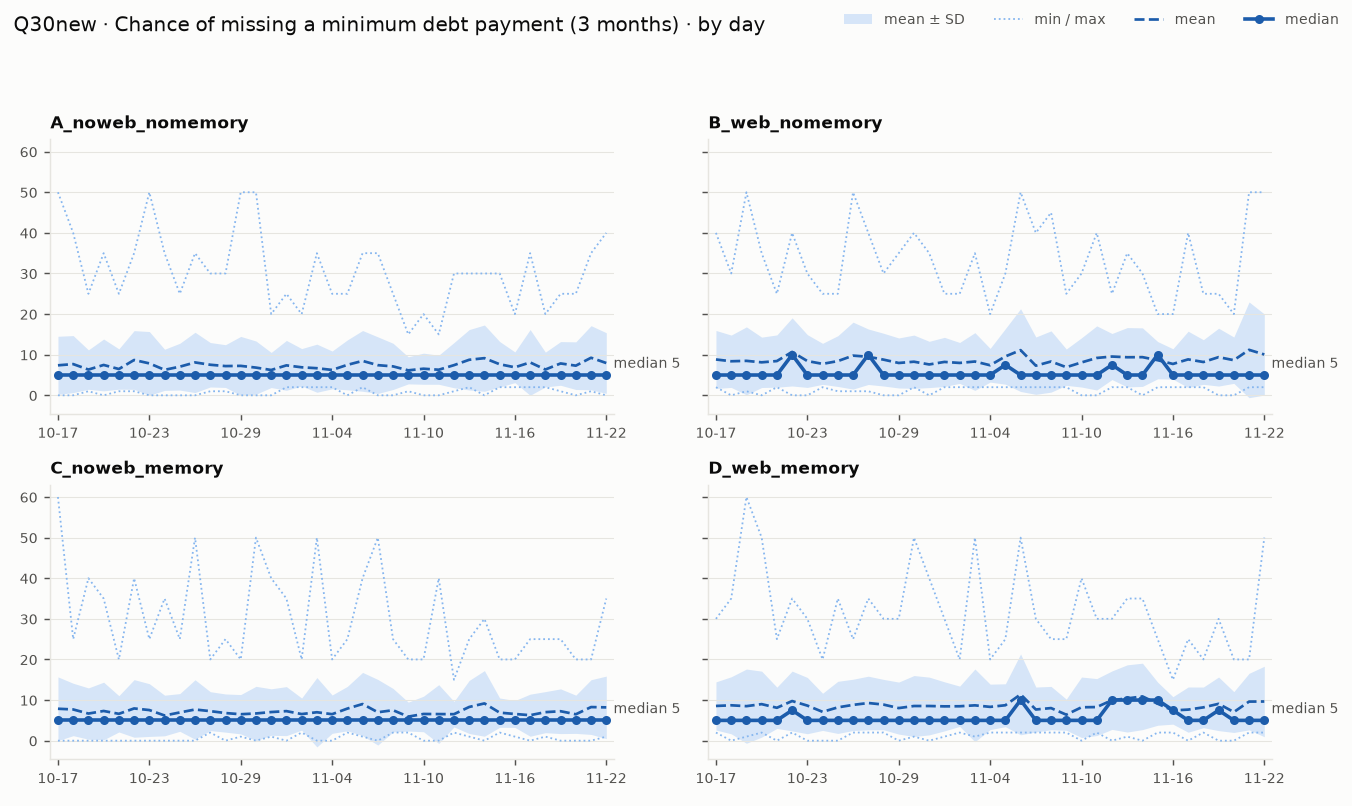 Q30new · Chance of missing a minimum debt payment (3 months) · by day
mean ± SD   min / max   mean   median
A_noweb_nomemory
60
50
40
30
20
10
0
median 5
10-17   10-23   10-29   11-04   11-10   11-16   11-22
B_web_nomemory
median 5
10-17   10-23   10-29   11-04   11-10   11-16   11-22
C_noweb_memory
60
50
40
30
20
10
0
median 5
10-17   10-23   10-29   11-04   11-10   11-16   11-22
D_web_memory
median 5
10-17   10-23   10-29   11-04   11-10   11-16   11-22